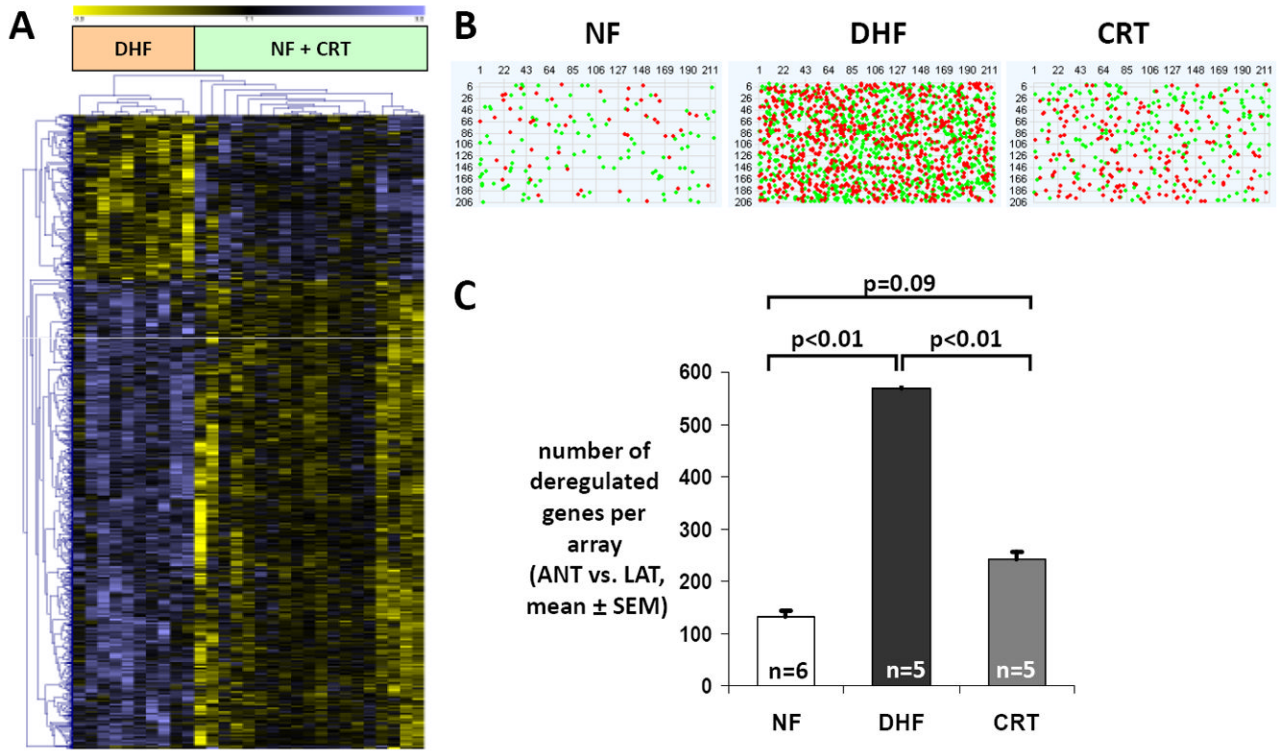 A
DHF
NF + CRT
B
NF
DHF
CRT
1 22 43 64 85 106 127 148 169 190 211
1 22 43 64 85 106 127 148 169 190 211
1 22 43 64 85 106 127 148 169 190 211
6
26
46
66
86
106
126
146
166
186
206
6
26
46
66
86
106
126
146
166
186
206
6
26
46
66
86
106
126
146
166
186
206
C
p=0.09
p<0.01
p<0.01
number of
deregulated
genes per
array
(ANT vs. LAT,
mean ± SEM)
600
500
400
300
200
100
0
n=6
n=5
n=5
NF
DHF
CRT